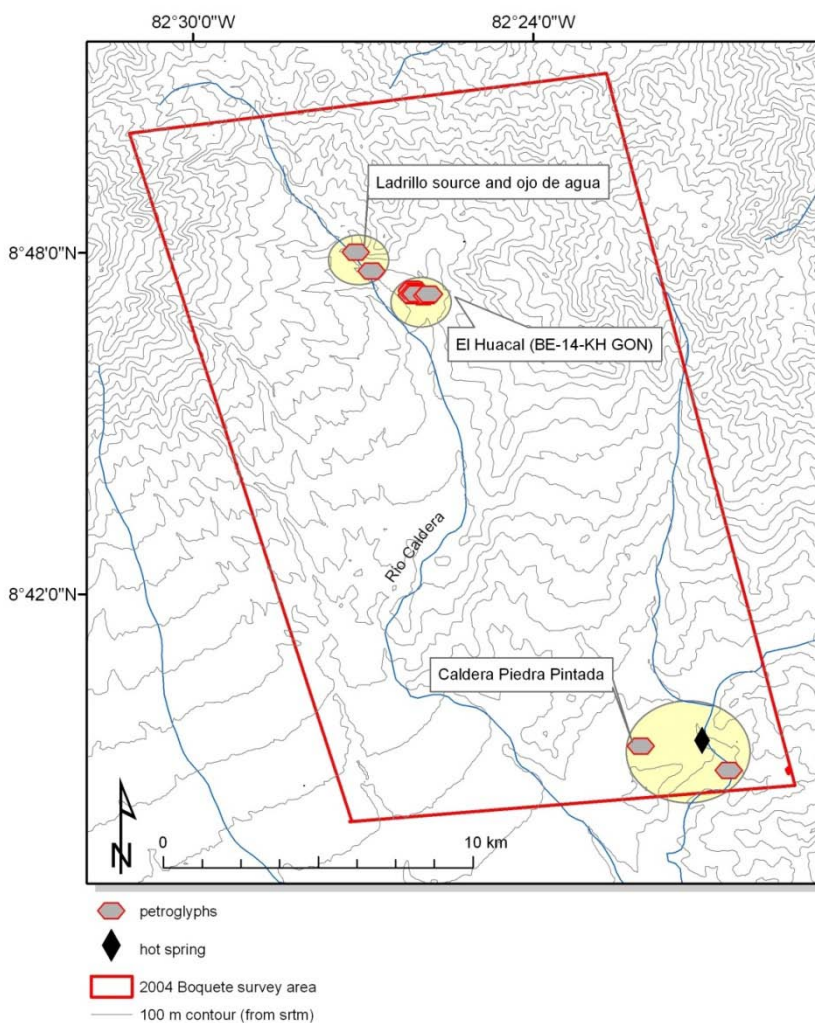 82°30'0"W
82°24'0"W
Ladrillo source and ojo de agua
8°48'0"N
El Huacal (BE-14-KH GON)
Rio Caldera
8°42'0"N
Caldera Piedra Pintada
N
0
10 km
petroglyphs
hot spring
2004 Boquete survey area
100 m contour (from srtm)